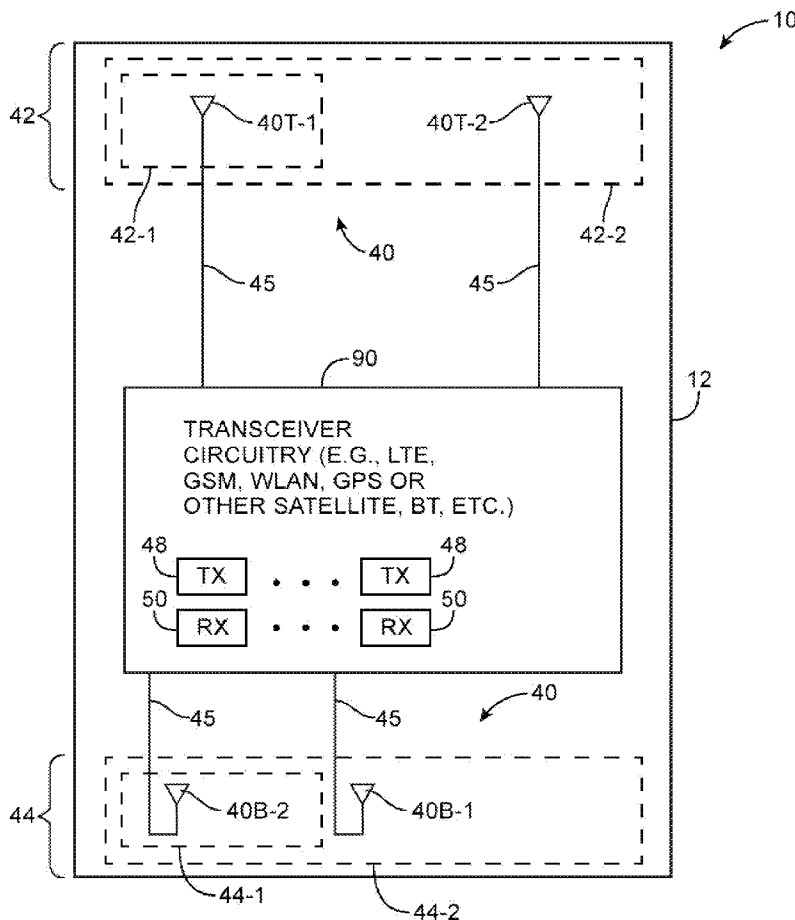 10
42
40T-1
40T-2
42-1
40
42-2
45
45
90
12
TRANSCEIVER
CIRCUITRY (E.G., LTE,
GSM, WLAN, GPS OR
OTHER SATELLITE, BT, ETC.)
48
TX
TX
48
50
RX
RX
50
45
45
40
44
40B-2
40B-1
44-1
44-2